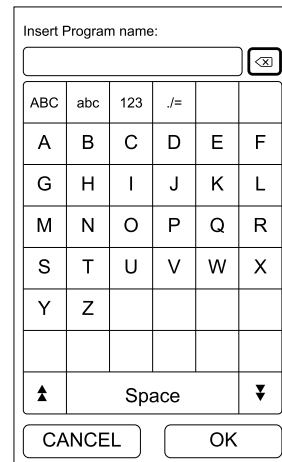 Insert Program name:
ABC abc 123 ./=
A B C D E F
G H I J K L
M N O P Q R
S T U V W X
Y Z
Space
CANCEL OK